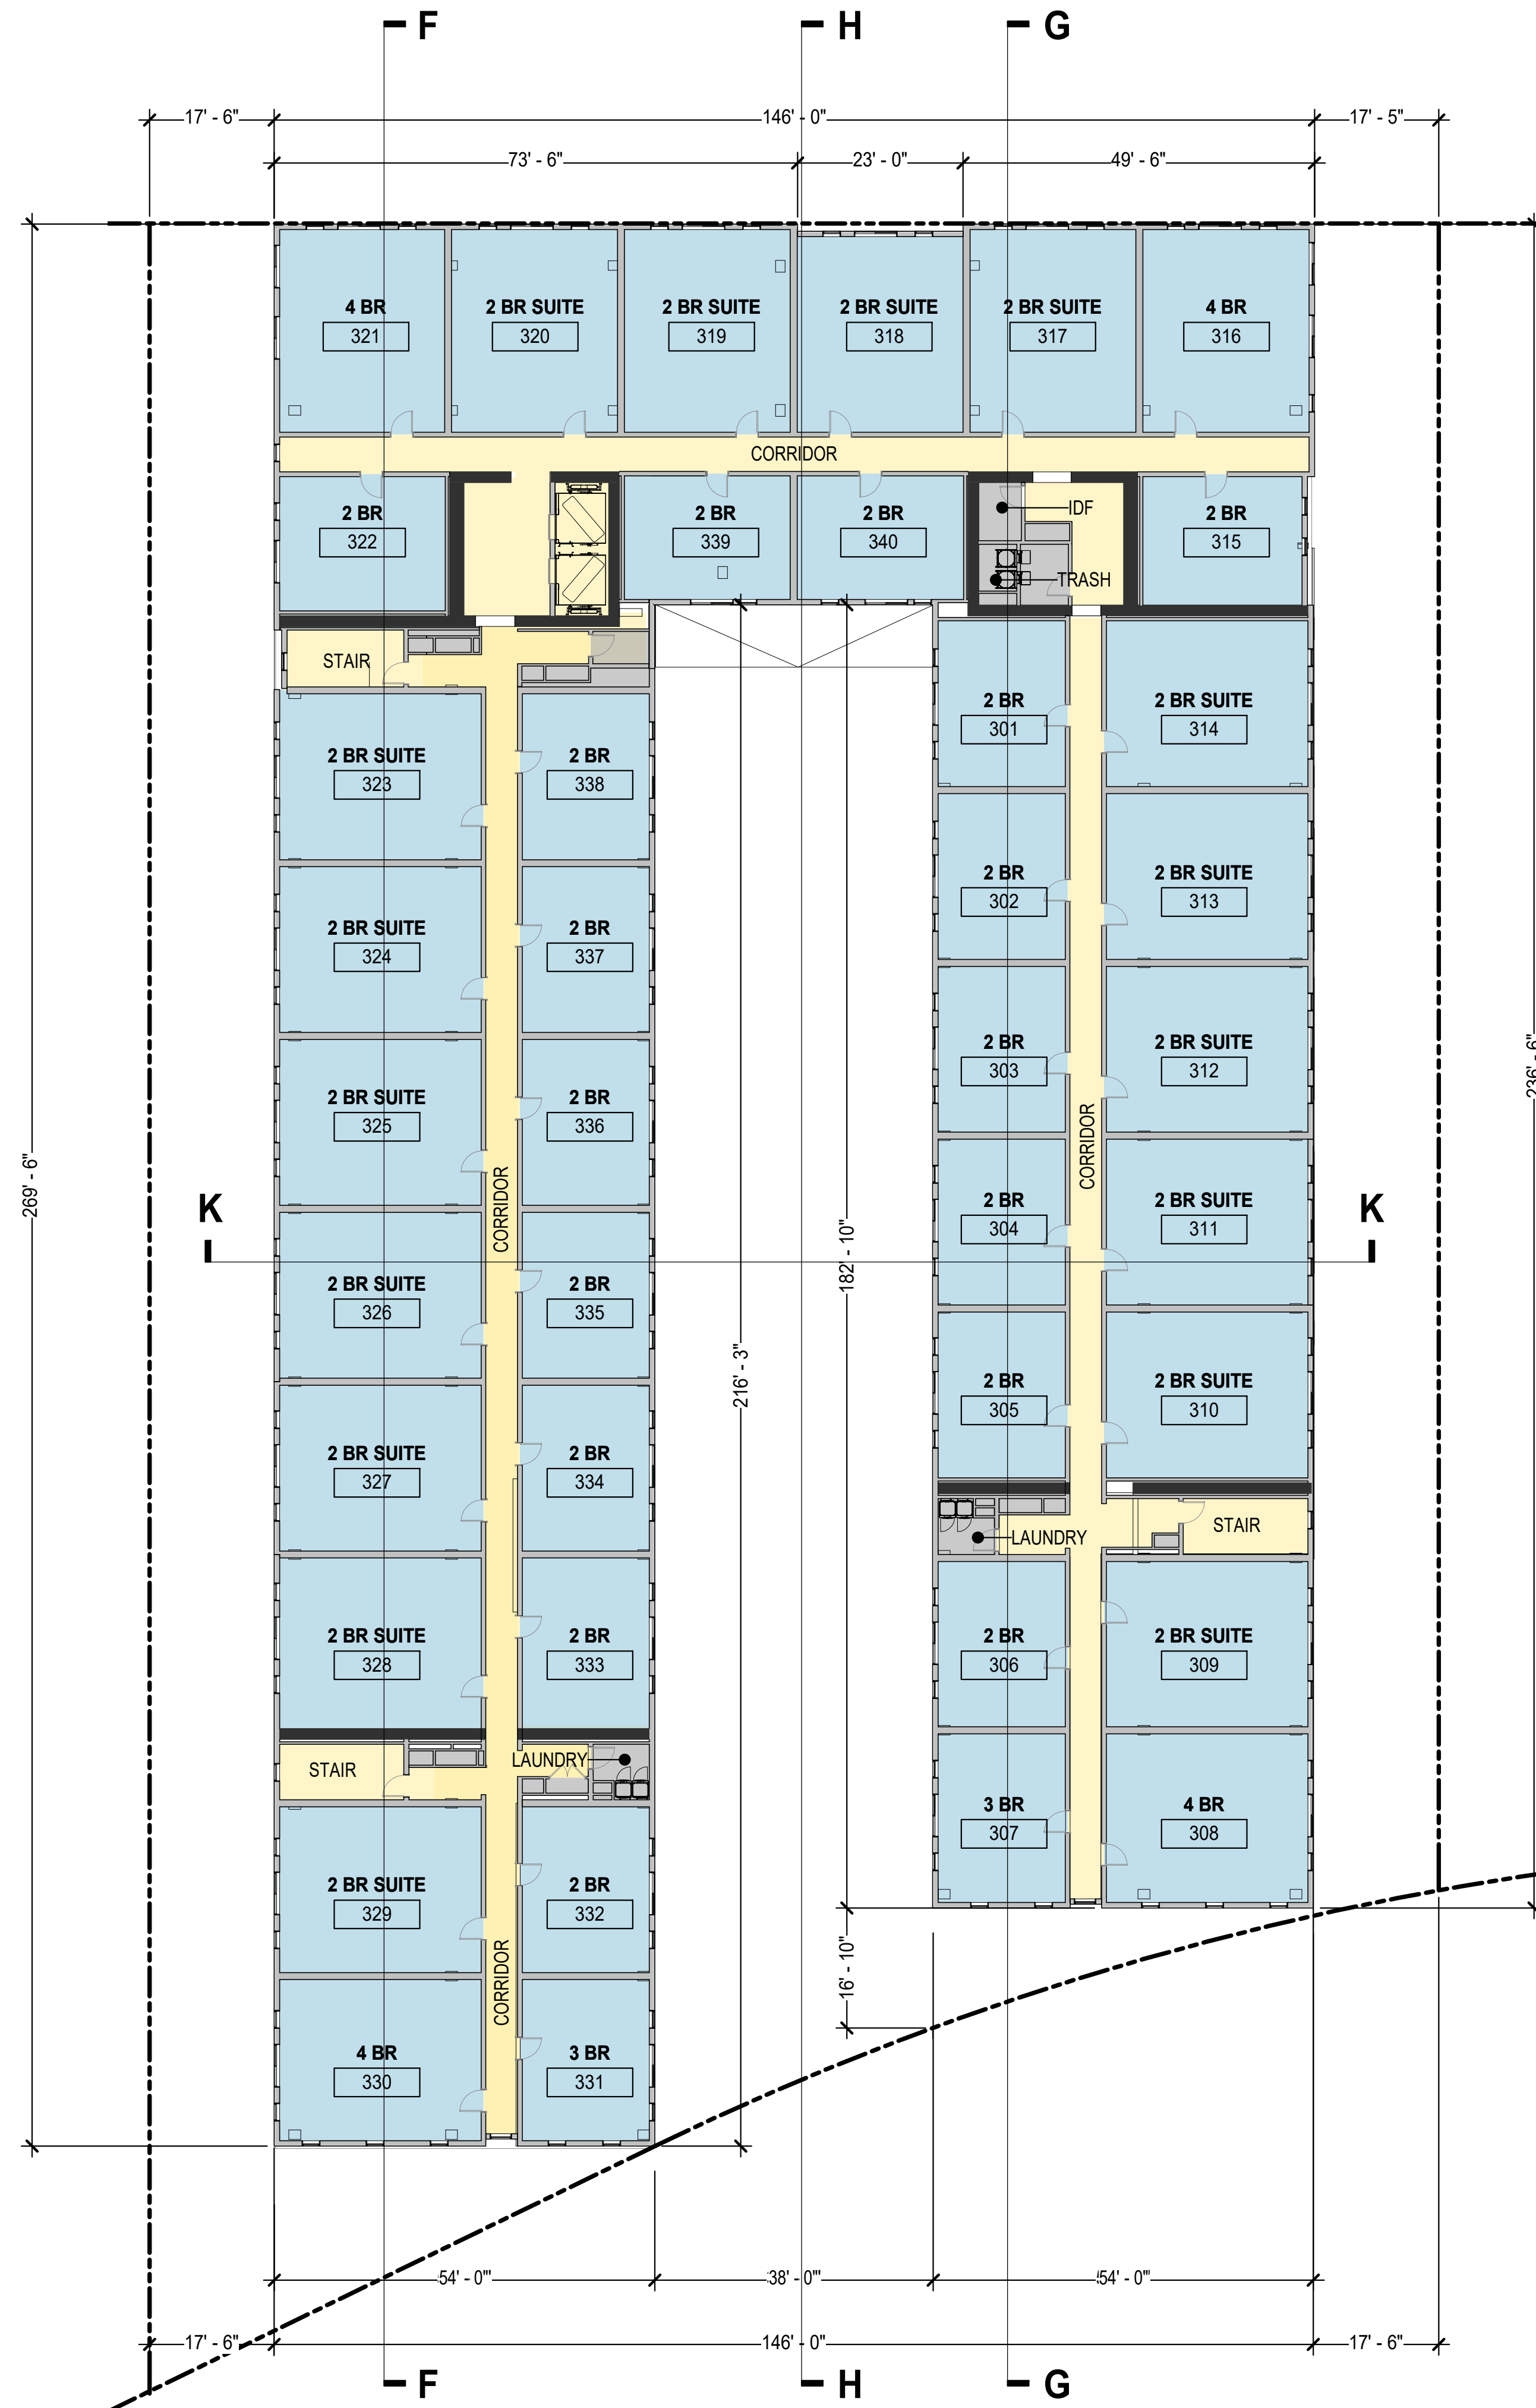 F
H
G
17' - 6"
146' - 0"
17' - 5"
73' - 6"
23' - 0"
49' - 6"
4 BR
321
2 BR SUITE
320
2 BR SUITE
319
2 BR SUITE
318
2 BR SUITE
317
4 BR
316
CORRIDOR
2 BR
322
2 BR
339
2 BR
340
IDF
TRASH
2 BR
315
STAIR
2 BR SUITE
323
2 BR
338
2 BR
301
2 BR SUITE
314
2 BR SUITE
324
2 BR
337
2 BR
302
2 BR SUITE
313
2 BR SUITE
325
2 BR
336
2 BR
303
2 BR SUITE
312
236' - 6"
269' - 6"
CORRIDOR
CORRIDOR
K
K
182' - 10"
2 BR SUITE
326
2 BR
335
2 BR
304
2 BR SUITE
311
216' - 3"
2 BR SUITE
327
2 BR
334
2 BR
305
2 BR SUITE
310
LAUNDRY
STAIR
2 BR SUITE
328
2 BR
333
2 BR
306
2 BR SUITE
309
STAIR
LAUNDRY
3 BR
307
4 BR
308
2 BR SUITE
329
2 BR
332
CORRIDOR
16' - 10"
4 BR
330
3 BR
331
54' - 0"
38' - 0"
54' - 0"
17' - 6"
146' - 0"
17' - 6"
F
H
G